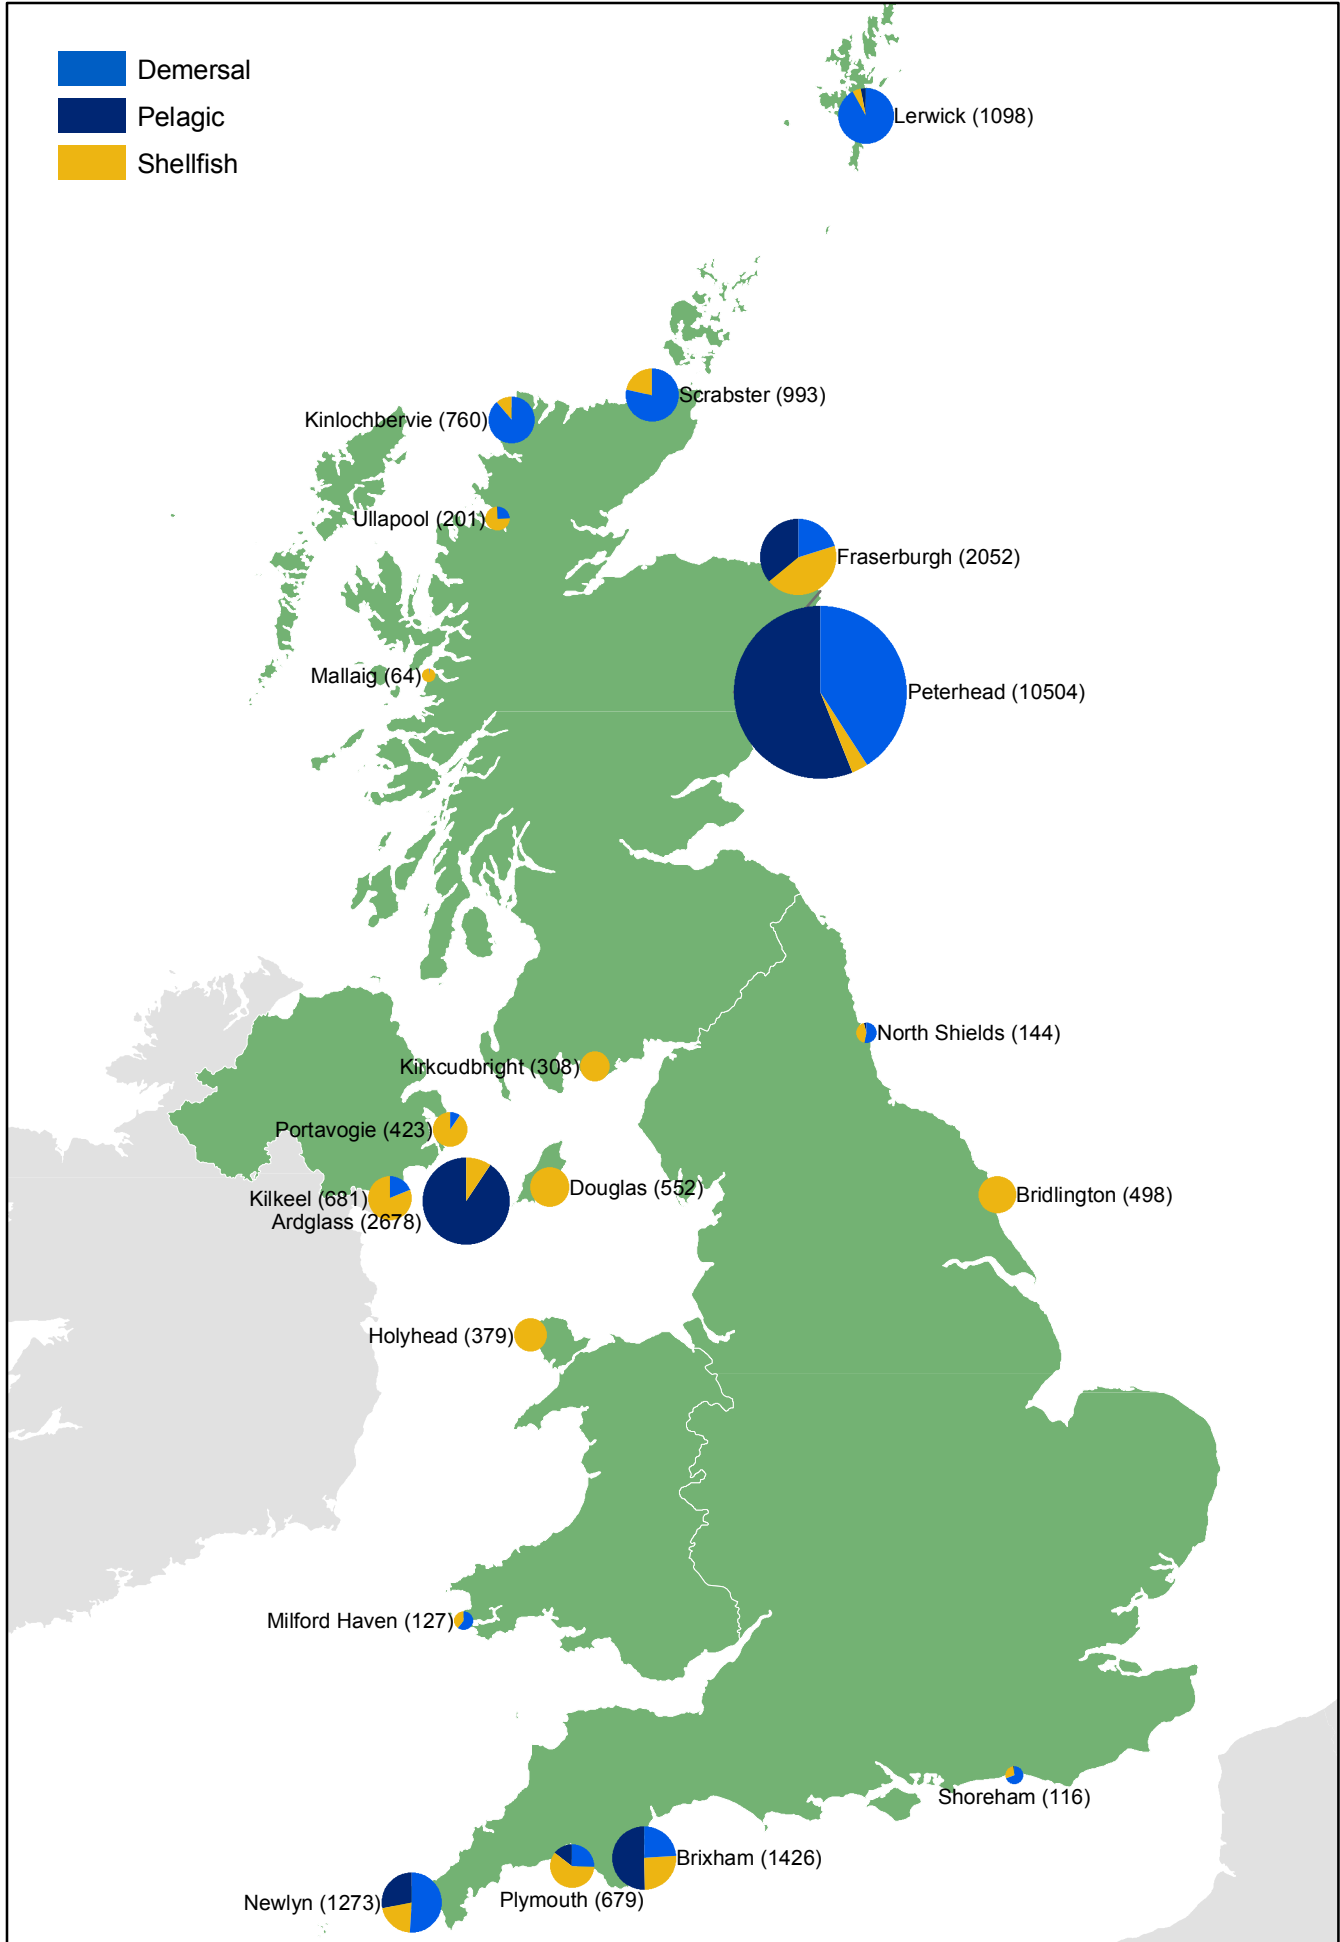 Demersal
Pelagic
Shellfish
Lerwick (1098)
Scrabster (993)
Kinlochbervie (760)
Ullapool (201)
Fraserburgh (2052)
Mallaig (64)
Peterhead (10504)
North Shields (144)
Kirkcudbright (308)
Portavogie (423)
Douglas (552)
Bridlington (498)
Kilkeel (681)
Ardglass (2678)
Holyhead (379)
Milford Haven (127)
Shoreham (116)
Brixham (1426)
Plymouth (679)
Newlyn (1273)